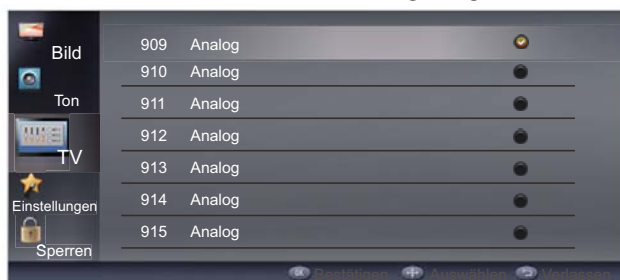 Bild
Ton
TV
Einstellungen
Sperren
909 Analog
910 Analog
911 Analog
912 Analog
913 Analog
914 Analog
915 Analog
OK Bestätigen Auswählen Verlassen